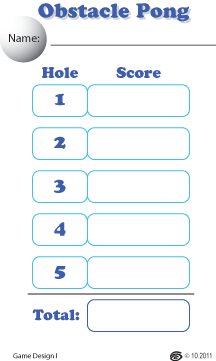 Obstacle Pong
Name:
Hole Score
1
2
3
4
5
Total:
Game Design I © 10.2011